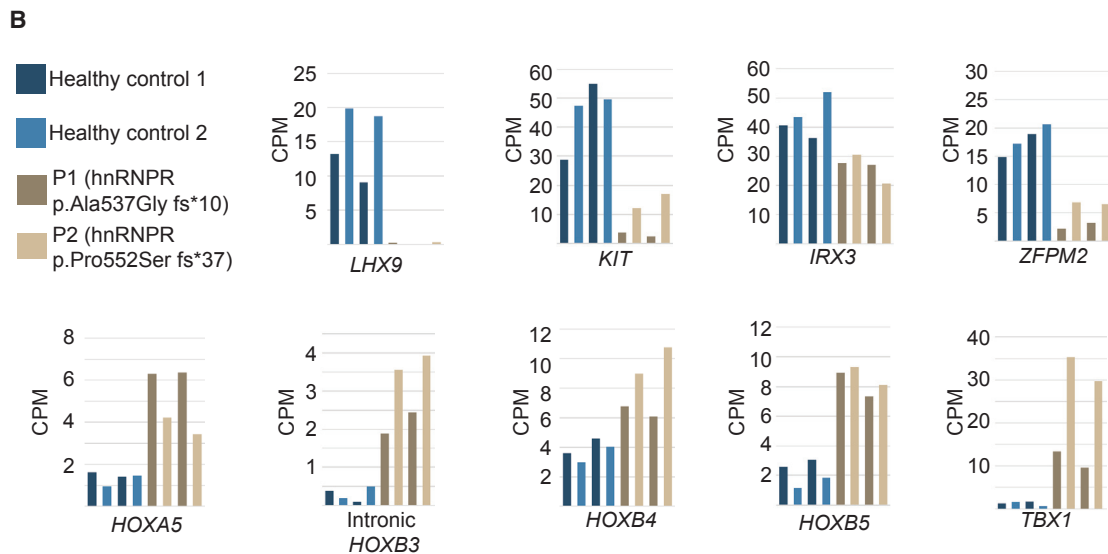 B
Healthy control 1
Healthy control 2
P1 (hnRNPR
p.Ala537Gly fs*10)
P2 (hnRNPR
p.Pro552Ser fs*37)
25
20
15
10
5
CPM
LHX9
60
50
40
30
20
10
CPM
KIT
60
50
40
30
20
10
CPM
IRX3
30
25
20
15
10
5
CPM
ZFPM2
8
6
4
2
CPM
HOXA5
4
3
2
1
CPM
Intronic
HOXB3
12
10
8
6
4
2
CPM
HOXB4
12
10
8
6
4
2
CPM
HOXB5
40
30
20
10
CPM
TBX1